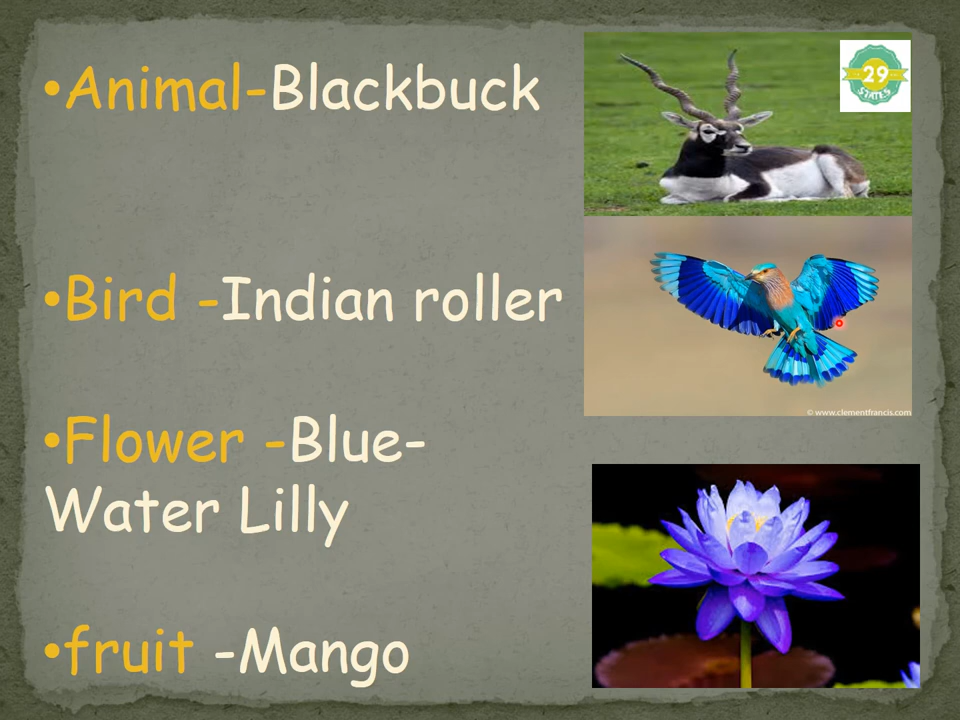 •Animal-Blackbuck
29
STATES
•Bird -Indian roller
© www.clementfrancis.com
•Flower -Blue-
Water Lilly
•fruit -Mango